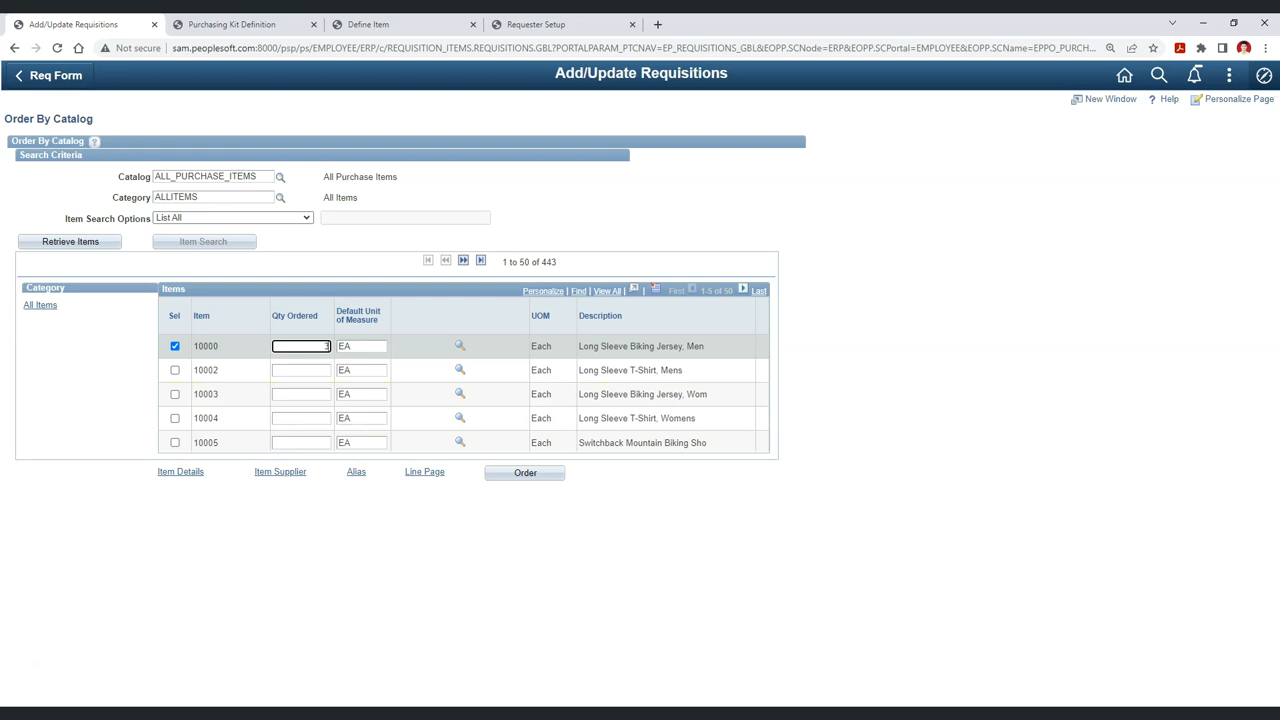 Add/Update Requisitions
Purchasing Kit Definition
Define Item
Requester Setup
Not secure
sam.peoplesoft.com:8000/psp/ps/EMPLOYEE/ERP/c/REQUISITION_ITEMS.REQUISITIONS.GBL?PORTALPARAM_PTCNAV=EP_REQUISITIONS_GBL&EOPP.SCNode=ERP&EOPP.SCPortal=EMPLOYEE&EOPP.SCName=EPPO_PURCH...
Req Form
Add/Update Requisitions
New Window
Help
Personalize Page
Order By Catalog
Order By Catalog
Search Criteria
Catalog ALL_PURCHASE_ITEMS All Purchase Items
Category ALLITEMS All Items
Item Search Options List All
Retrieve Items Item Search
1 to 50 of 443
Category
All Items
Items Personalize | Find | View All | | First 1-5 of 50 Last
Sel Item Qty Ordered Default Unit of Measure UOM Description
10000 3 EA Each Long Sleeve Biking Jersey, Men
10002 EA Each Long Sleeve T-Shirt, Mens
10003 EA Each Long Sleeve Biking Jersey, Wom
10004 EA Each Long Sleeve T-Shirt, Womens
10005 EA Each Switchback Mountain Biking Sho
Item Details Item Supplier Alias Line Page Order